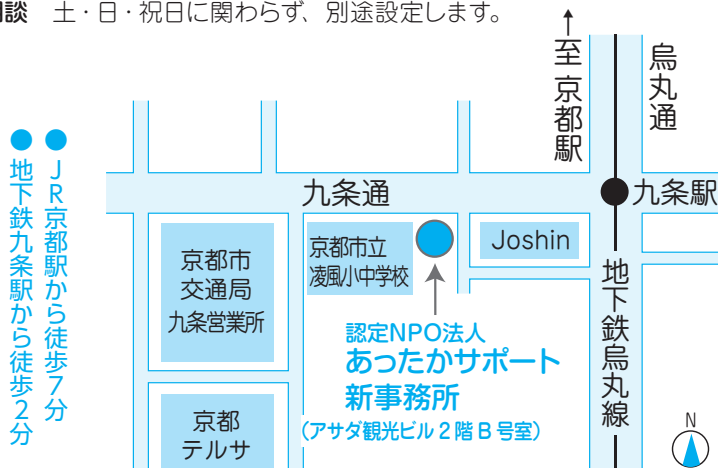 談　土・日・祝日に関わらず、別途設定します。
至 京都駅
烏丸通
●JR京都駅から徒歩7分
●地下鉄九条駅から徒歩2分
九条通
九条駅
京都市
交通局
九条営業所
京都市立
凌風小中学校
Joshin
地下鉄烏丸線
認定NPO法人
あったかサポート
新事務所
（アサダ観光ビル2階B号室）
京都
テルサ
N